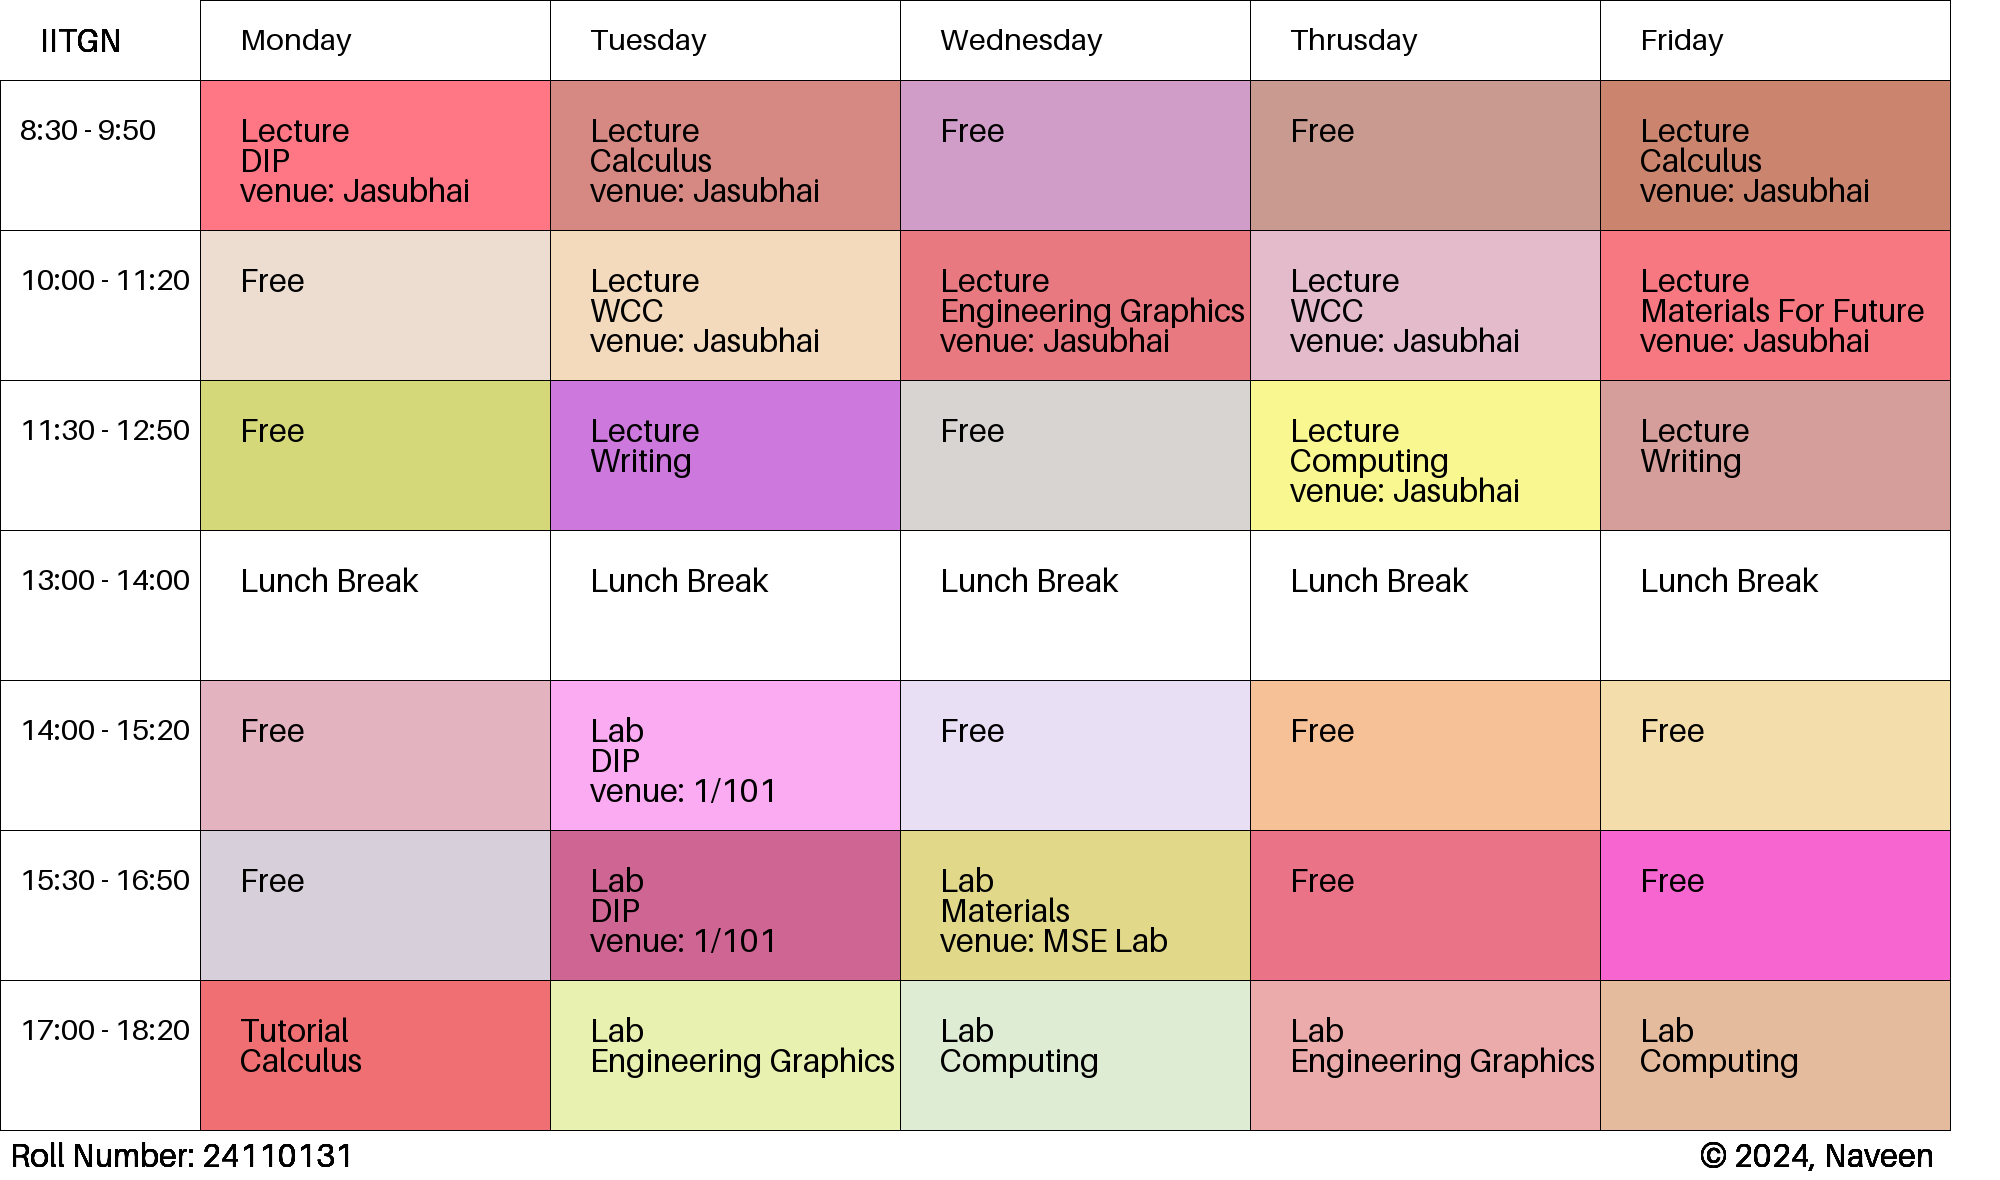 IITGN
Monday
Tuesday
Wednesday
Thrusday
Friday
8:30 - 9:50
Lecture
DIP
venue: Jasubhai
Lecture
Calculus
venue: Jasubhai
Free
Free
Lecture
Calculus
venue: Jasubhai
10:00 - 11:20
Free
Lecture
WCC
venue: Jasubhai
Lecture
Engineering Graphics
venue: Jasubhai
Lecture
WCC
venue: Jasubhai
Lecture
Materials For Future
venue: Jasubhai
11:30 - 12:50
Free
Lecture
Writing
Free
Lecture
Computing
venue: Jasubhai
Lecture
Writing
13:00 - 14:00
Lunch Break
Lunch Break
Lunch Break
Lunch Break
Lunch Break
14:00 - 15:20
Free
Lab
DIP
venue: 1/101
Free
Free
Free
15:30 - 16:50
Free
Lab
DIP
venue: 1/101
Lab
Materials
venue: MSE Lab
Free
Free
17:00 - 18:20
Tutorial
Calculus
Lab
Engineering Graphics
Lab
Computing
Lab
Engineering Graphics
Lab
Computing
Roll Number: 24110131
© 2024, Naveen